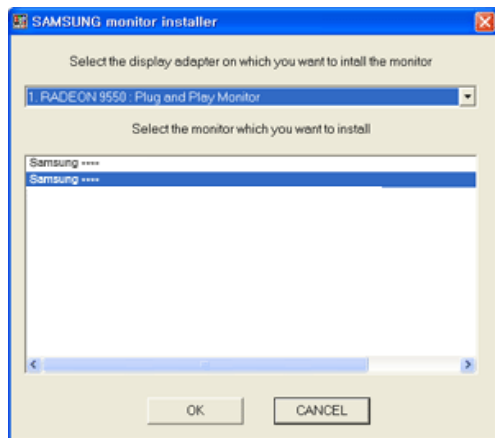 SAMSUNG monitor installer
Select the display adapter on which you want to intall the monitor
1. RADEON 9550 : Plug and Play Monitor
Select the monitor which you want to install
Samsung ----
Samsung ----
OK
CANCEL